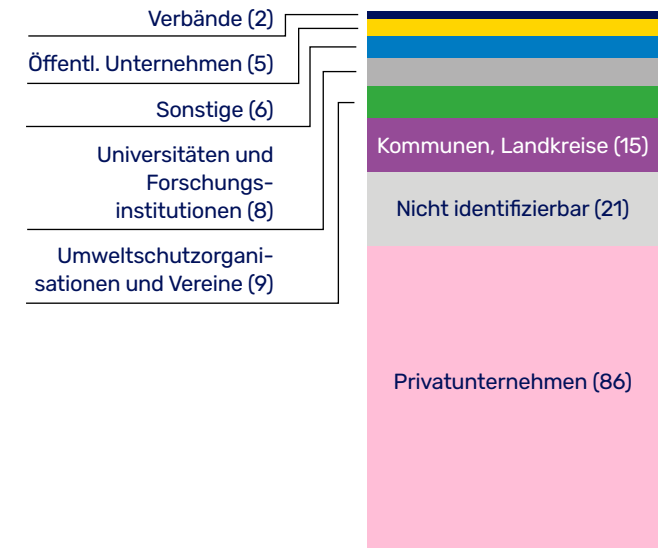 Verbände (2)
Öffentl. Unternehmen (5)
Sonstige (6)
Universitäten und
Forschungs-
institutionen (8)
Umweltschutzorgani-
sationen und Vereine (9)
Kommunen, Landkreise (15)
Nicht identifizierbar (21)
Privatunternehmen (86)